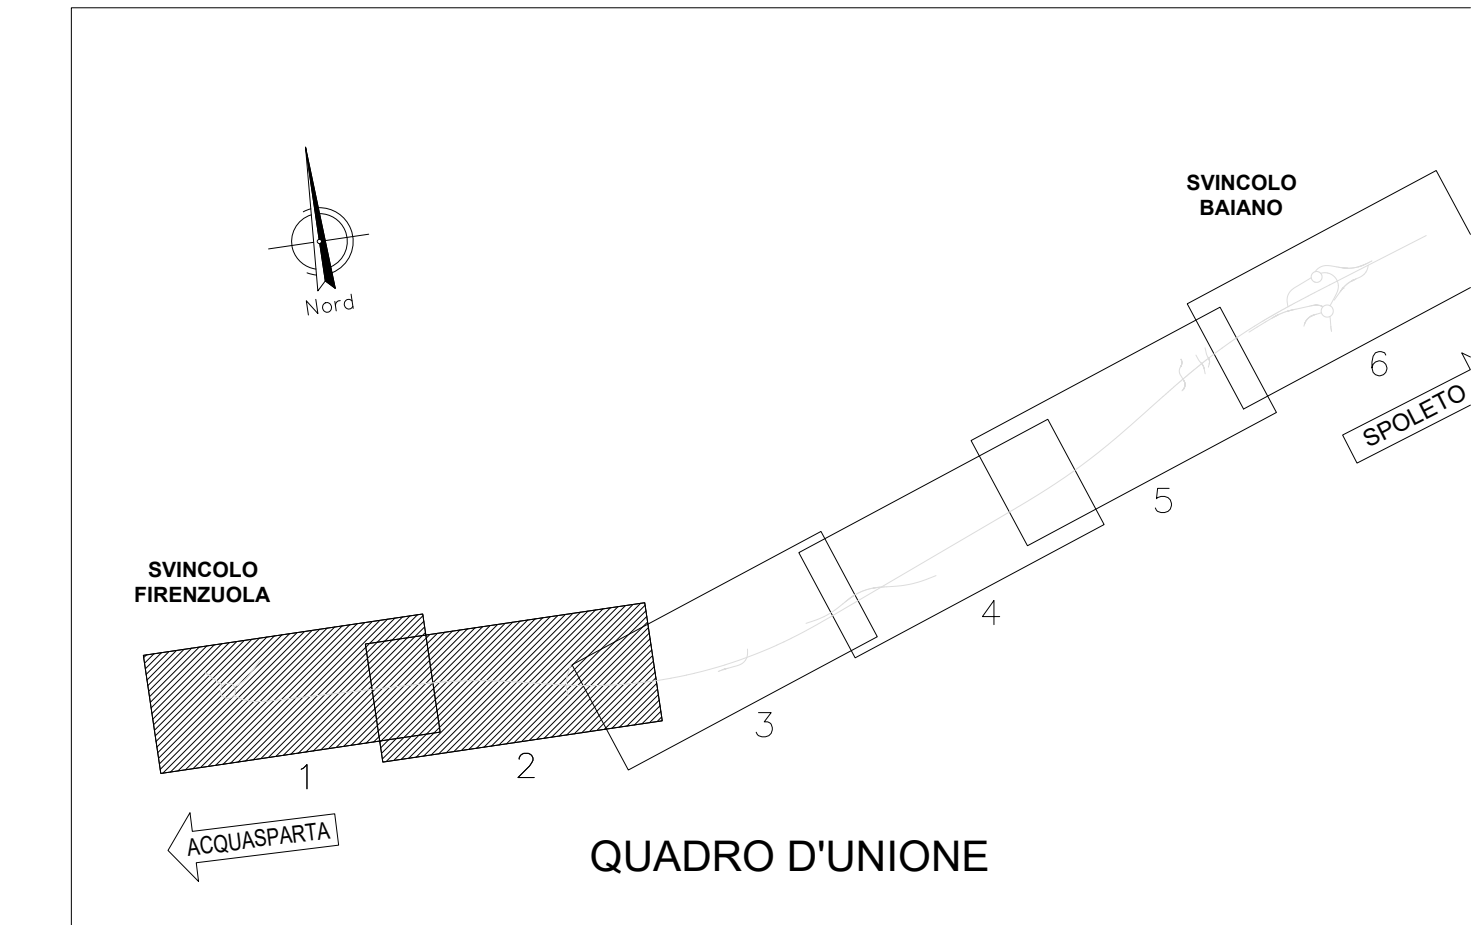 SVINCOLO
BAIANO
Nord
6
SPOLETO
5
SVINCOLO
FIRENZUOLA
4
3
2
1
ACQUASPARTA
QUADRO D'UNIONE